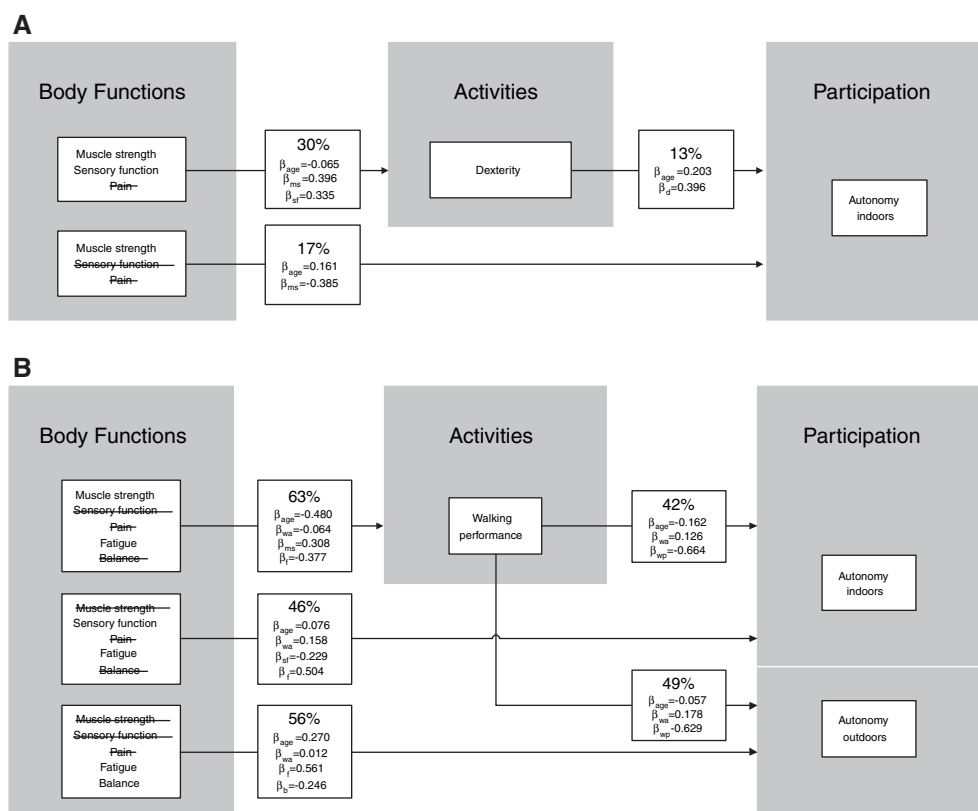 A
Body Functions
Activities
Participation
Muscle strength
Sensory function
Pain
30%
βage=-0.065
βms=0.396
βsf=0.335
Dexterity
13%
βage=0.203
βd=0.396
Autonomy
indoors
Muscle strength
Sensory function
Pain
17%
βage=0.161
βms=-0.385
B
Body Functions
Activities
Participation
Muscle strength
Sensory function
Pain
Fatigue
Balance
63%
βage=-0.480
βwa=-0.064
βms=0.308
βf=-0.377
Walking
performance
42%
βage=-0.162
βwa=0.126
βwp=-0.664
Autonomy
indoors
Muscle strength
Sensory function
Pain
Fatigue
Balance
46%
βage=0.076
βwa=0.158
βsf=-0.229
βf=0.504
49%
βage=-0.057
βwa=0.178
βwp-0.629
Autonomy
outdoors
Muscle strength
Sensory function
Pain
Fatigue
Balance
56%
βage=0.270
βwa=0.012
βf=0.561
βb=-0.246